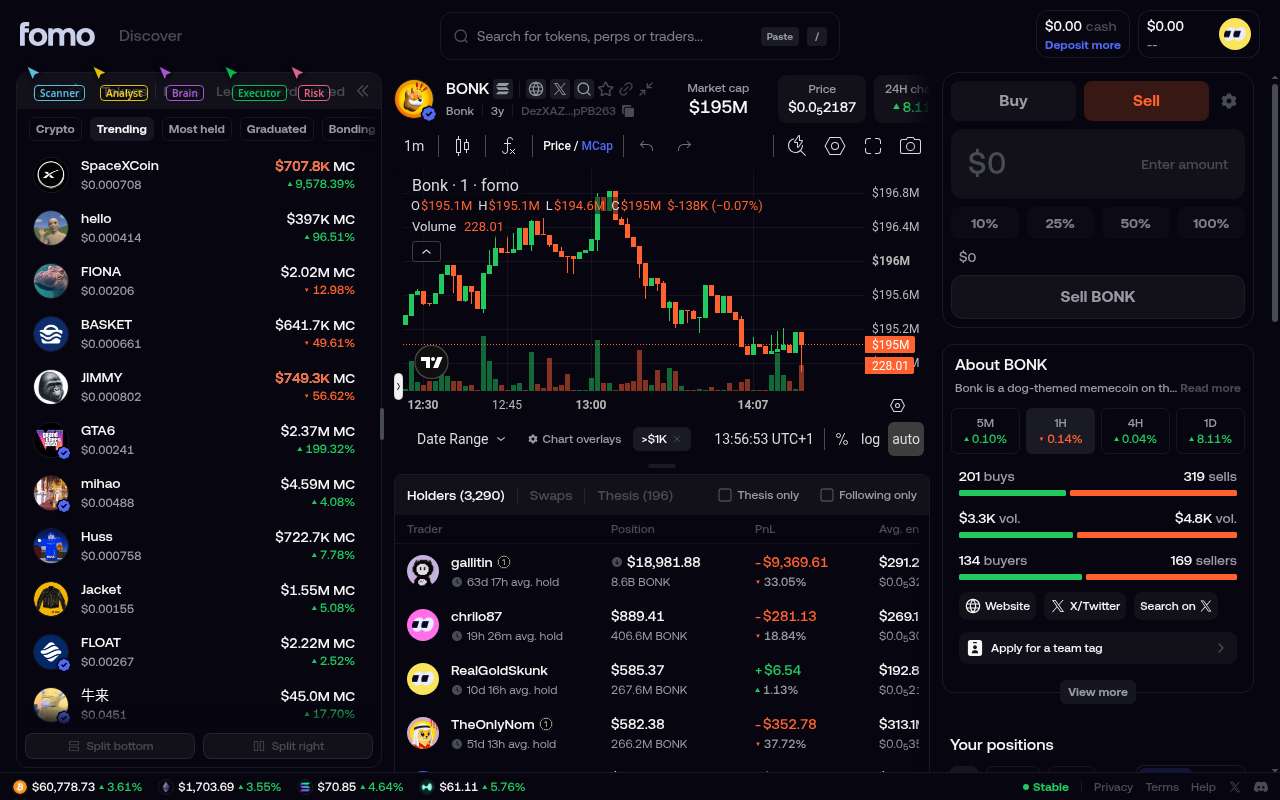 fomo
Discover
Search for tokens, perps or traders...
Paste
/
$0.00 cash
Deposit more
$0.00
--
Scanner
Analyst
Brain
Executor
Risk
Crypto
Trending
Most held
Graduated
Bonding
SpaceXCoin
$0.000708
$707.8K MC
9,578.39%
hello
$0.000414
$397K MC
96.51%
FIONA
$0.00206
$2.02M MC
12.98%
BASKET
$0.000661
$641.7K MC
49.61%
JIMMY
$0.000802
$749.3K MC
56.62%
GTA6
$0.00241
$2.37M MC
199.32%
mihao
$0.00488
$4.59M MC
4.08%
Huss
$0.000758
$722.7K MC
7.78%
Jacket
$0.00155
$1.55M MC
5.08%
FLOAT
$0.00267
$2.22M MC
2.52%
牛来
$0.0451
$45.0M MC
17.70%
Split bottom
Split right
BONK
Bonk
3y
DezXAZ...pPB263
Market cap
$195M
Price
$0.0₅2187
24H
8.11
1m
Price / MCap
Bonk · 1 · fomo
O$195.1M H$195.1M L$194.6M C$195M $-138K (−0.07%)
Volume 228.01
$196.8M
$196.4M
$196M
$195.6M
$195.2M
$195M
228.01
12:30
12:45
13:00
14:07
Date Range
Chart overlays
>$1K ×
13:56:53 UTC+1
%
log
auto
Holders (3,290)
Swaps
Thesis (196)
Thesis only
Following only
Trader
Position
PnL
Avg. en
gallitin 1
63d 17h avg. hold
$18,981.88
8.6B BONK
-$9,369.61
33.05%
$291.2
$0.0₅32
chrilo87
19h 26m avg. hold
$889.41
406.6M BONK
-$281.13
18.84%
$269.1
RealGoldSkunk
10d 16h avg. hold
$585.37
267.6M BONK
+$6.54
1.13%
$192.8
$0.0₅21
TheOnlyNom 1
51d 13h avg. hold
$582.38
266.2M BONK
-$352.78
37.72%
Buy
Sell
$0
Enter amount
10%
25%
50%
100%
$0
Sell BONK
About BONK
Bonk is a dog-themed memecoin on th... Read more
5M
0.10%
1H
0.14%
4H
0.04%
1D
8.11%
201 buys
319 sells
$3.3K vol.
$4.8K vol.
134 buyers
169 sellers
Website
X/Twitter
Search on X
Apply for a team tag
View more
Your positions
$60,778.73 3.61%
$1,703.69 3.55%
$70.85 4.64%
$61.11 5.76%
Stable
Privacy
Terms
Help